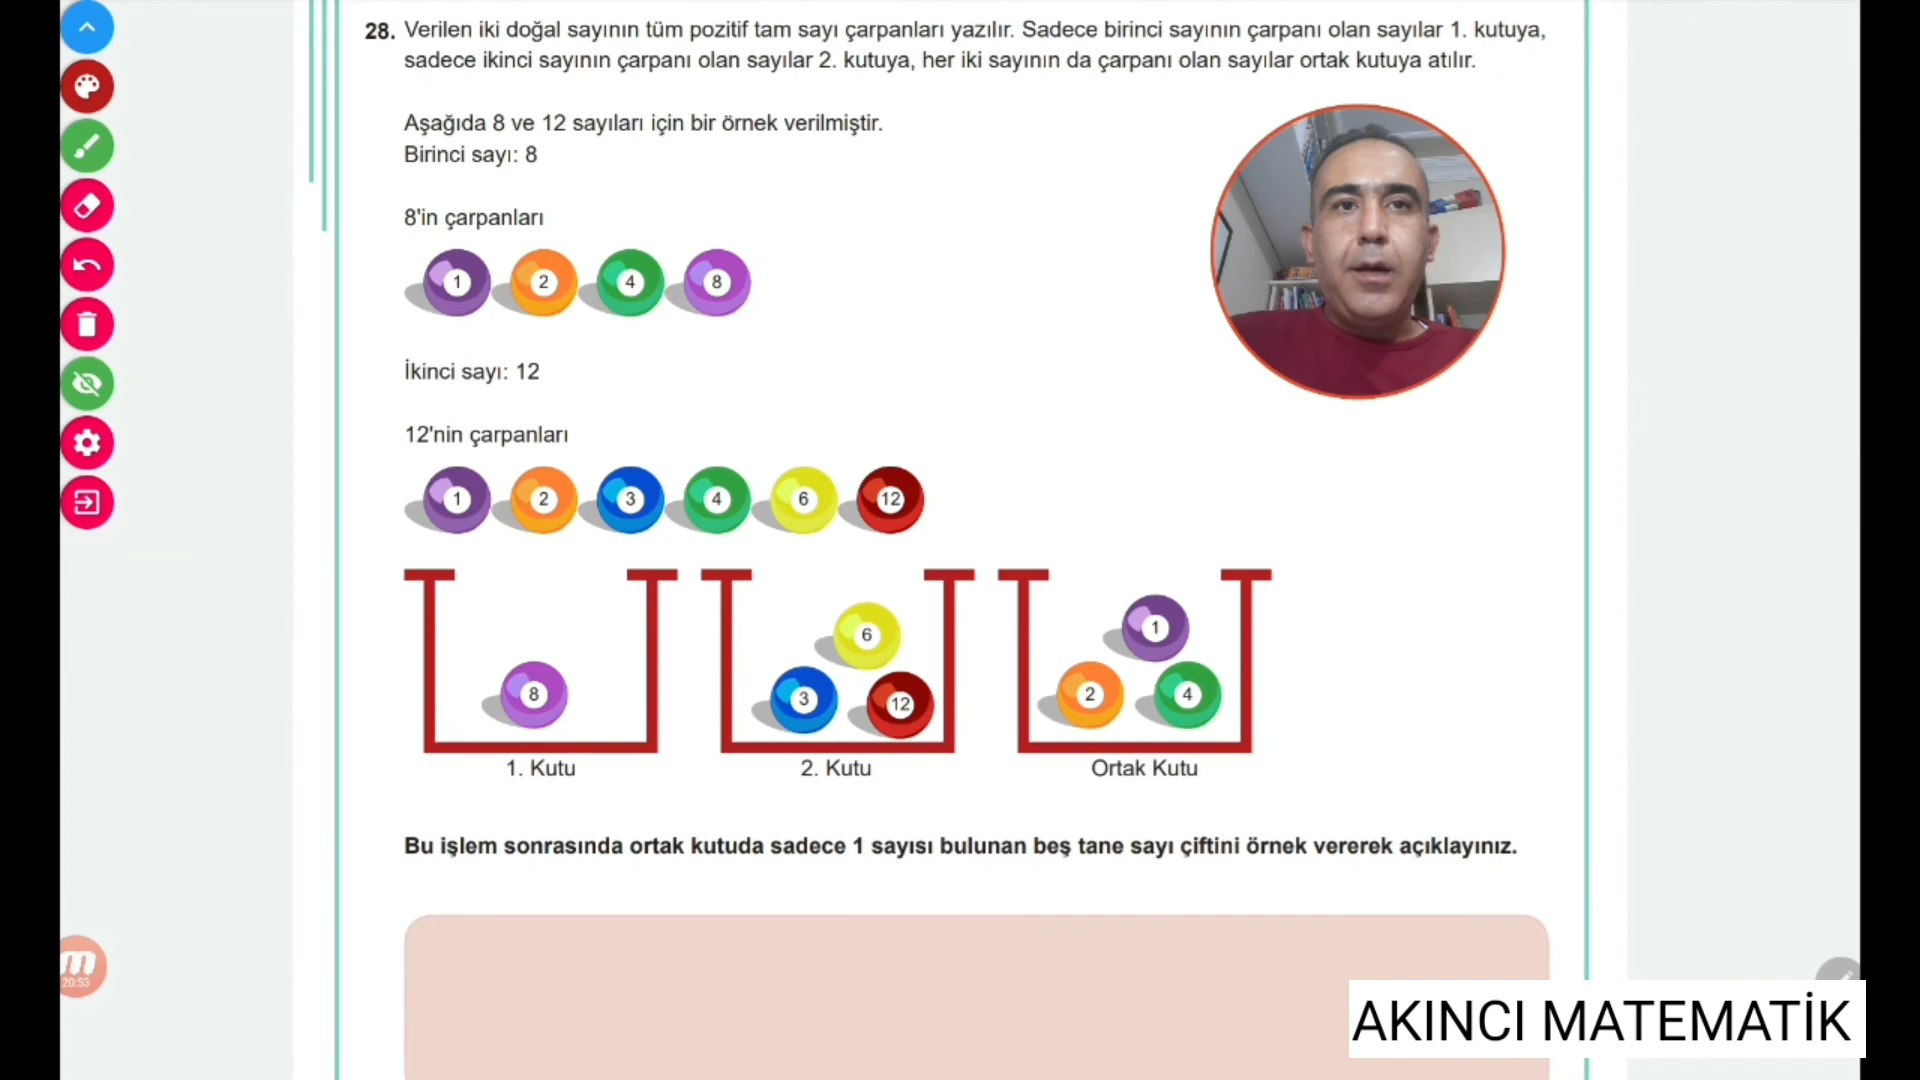 28. Verilen iki doğal sayının tüm pozitif tam sayı çarpanları yazılır. Sadece birinci sayının çarpanı olan sayılar 1. kutuya,
sadece ikinci sayının çarpanı olan sayılar 2. kutuya, her iki sayının da çarpanı olan sayılar ortak kutuya atılır.
Aşağıda 8 ve 12 sayıları için bir örnek verilmiştir.
Birinci sayı: 8
8'in çarpanları
1 2 4 8
İkinci sayı: 12
12'nin çarpanları
1 2 3 4 6 12
8
6
3 12
1
2 4
1. Kutu
2. Kutu
Ortak Kutu
Bu işlem sonrasında ortak kutuda sadece 1 sayısı bulunan beş tane sayı çiftini örnek vererek açıklayınız.
m
20:53
AKINCI MATEMATİK